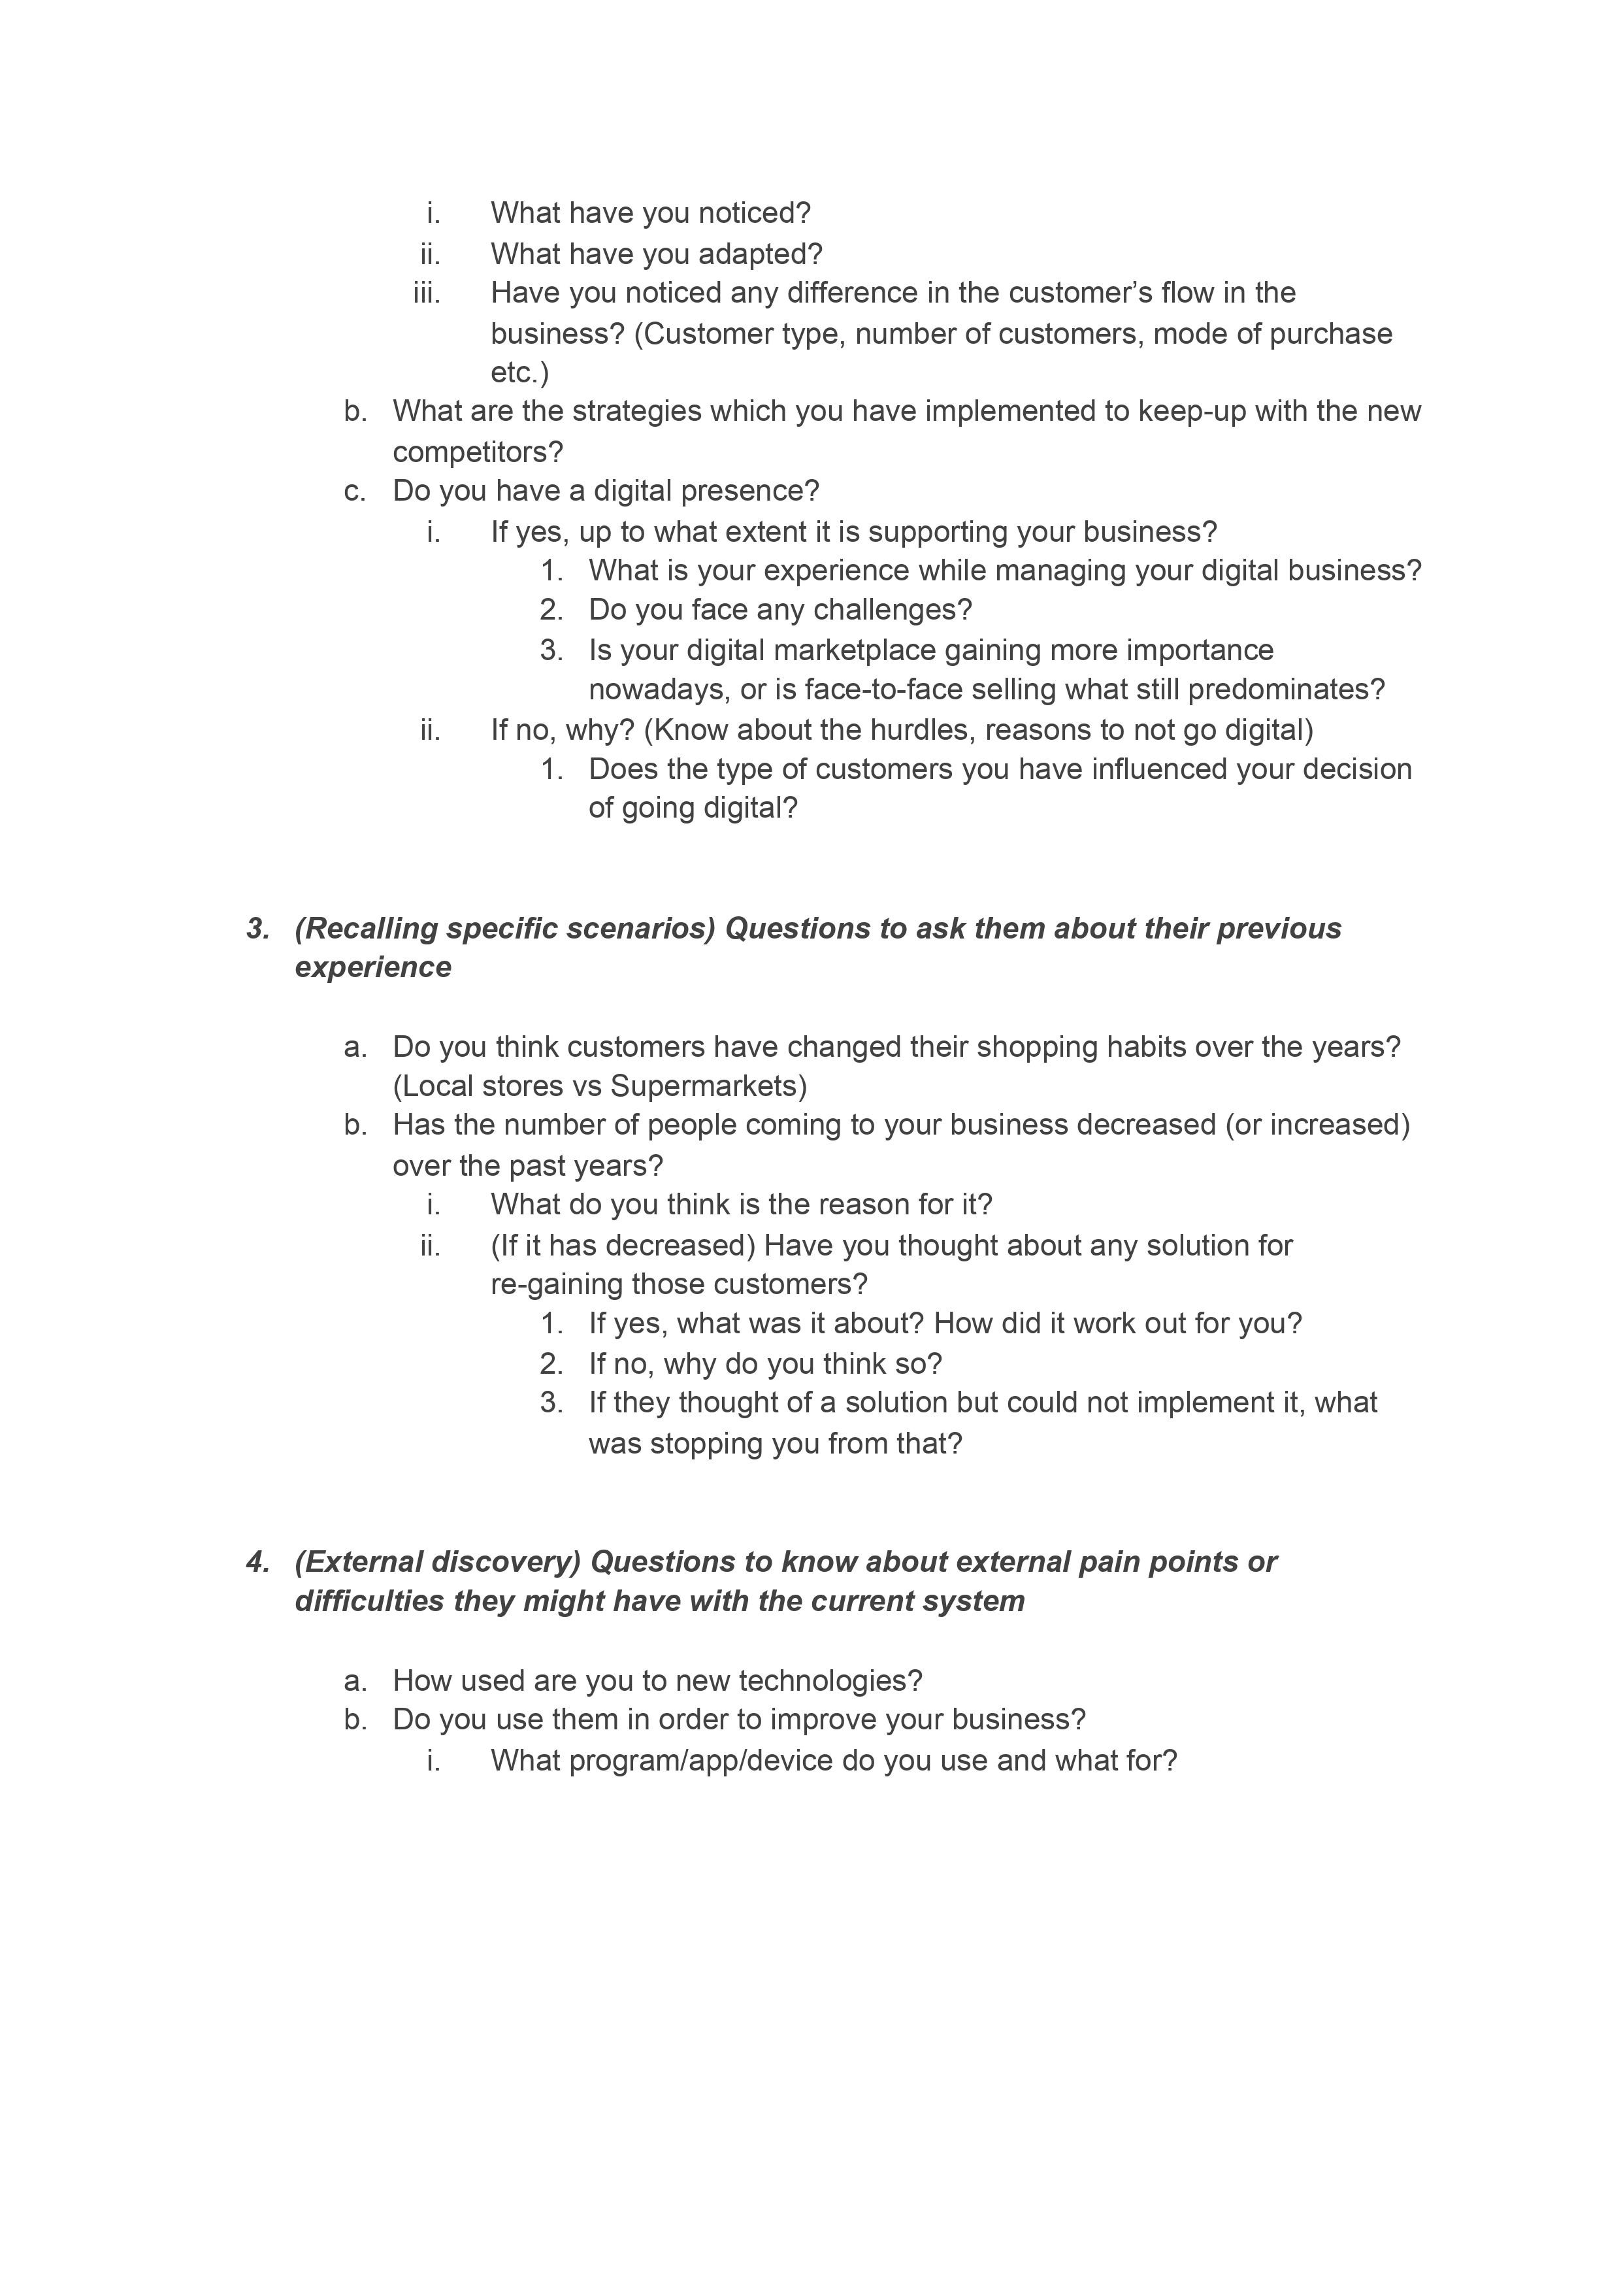 i. What have you noticed?
ii. What have you adapted?
iii. Have you noticed any difference in the customer’s flow in the
business? (Customer type, number of customers, mode of purchase
etc.)
b. What are the strategies which you have implemented to keep-up with the new
competitors?
c. Do you have a digital presence?
i. If yes, up to what extent it is supporting your business?
1. What is your experience while managing your digital business?
2. Do you face any challenges?
3. Is your digital marketplace gaining more importance
nowadays, or is face-to-face selling what still predominates?
ii. If no, why? (Know about the hurdles, reasons to not go digital)
1. Does the type of customers you have influenced your decision
of going digital?
3. (Recalling specific scenarios) Questions to ask them about their previous
experience
a. Do you think customers have changed their shopping habits over the years?
(Local stores vs Supermarkets)
b. Has the number of people coming to your business decreased (or increased)
over the past years?
i. What do you think is the reason for it?
ii. (If it has decreased) Have you thought about any solution for
re-gaining those customers?
1. If yes, what was it about? How did it work out for you?
2. If no, why do you think so?
3. If they thought of a solution but could not implement it, what
was stopping you from that?
4. (External discovery) Questions to know about external pain points or
difficulties they might have with the current system
a. How used are you to new technologies?
b. Do you use them in order to improve your business?
i. What program/app/device do you use and what for?